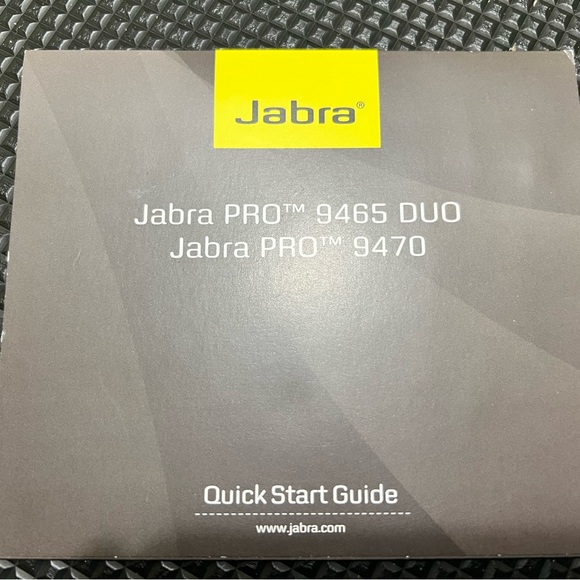 Jabra®
Jabra PRO™ 9465 DUO
Jabra PRO™ 9470
Quick Start Guide
www.jabra.com